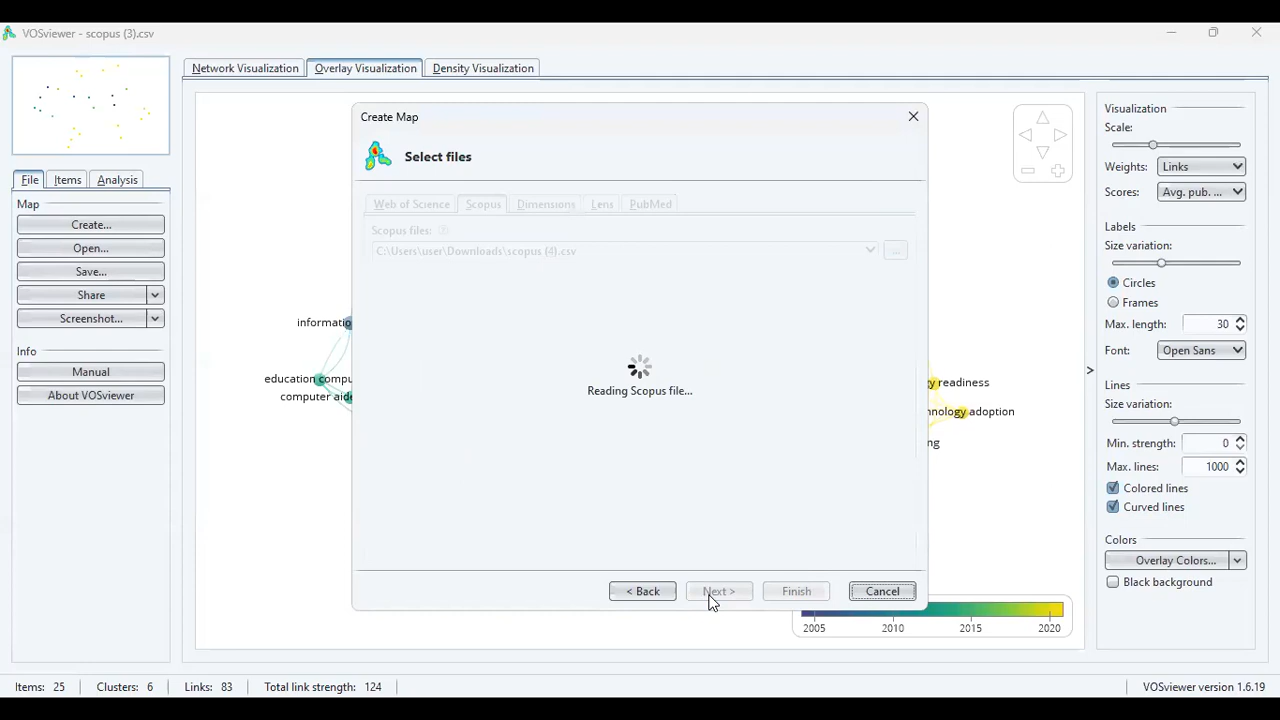 VOSviewer - scopus (3).csv
Network Visualization
Overlay Visualization
Density Visualization
File
Items
Analysis
Map
Create...
Open...
Save...
Share
Screenshot...
Info
Manual
About VOSviewer
Create Map
Select files
Web of Science
Scopus
Dimensions
Lens
PubMed
Scopus files:
C:\Users\user\Downloads\scopus (4).csv
...
Reading Scopus file...
< Back
Next >
Finish
Cancel
informatio
education compu
computer aide
y readiness
hnology adoption
ng
2005
2010
2015
2020
Visualization
Scale:
Weights:
Links
Scores:
Avg. pub. ...
Labels
Size variation:
Circles
Frames
Max. length:
30
Font:
Open Sans
>
Lines
Size variation:
Min. strength:
0
Max. lines:
1000
Colored lines
Curved lines
Colors
Overlay Colors...
Black background
Items: 25
Clusters: 6
Links: 83
Total link strength: 124
VOSviewer version 1.6.19